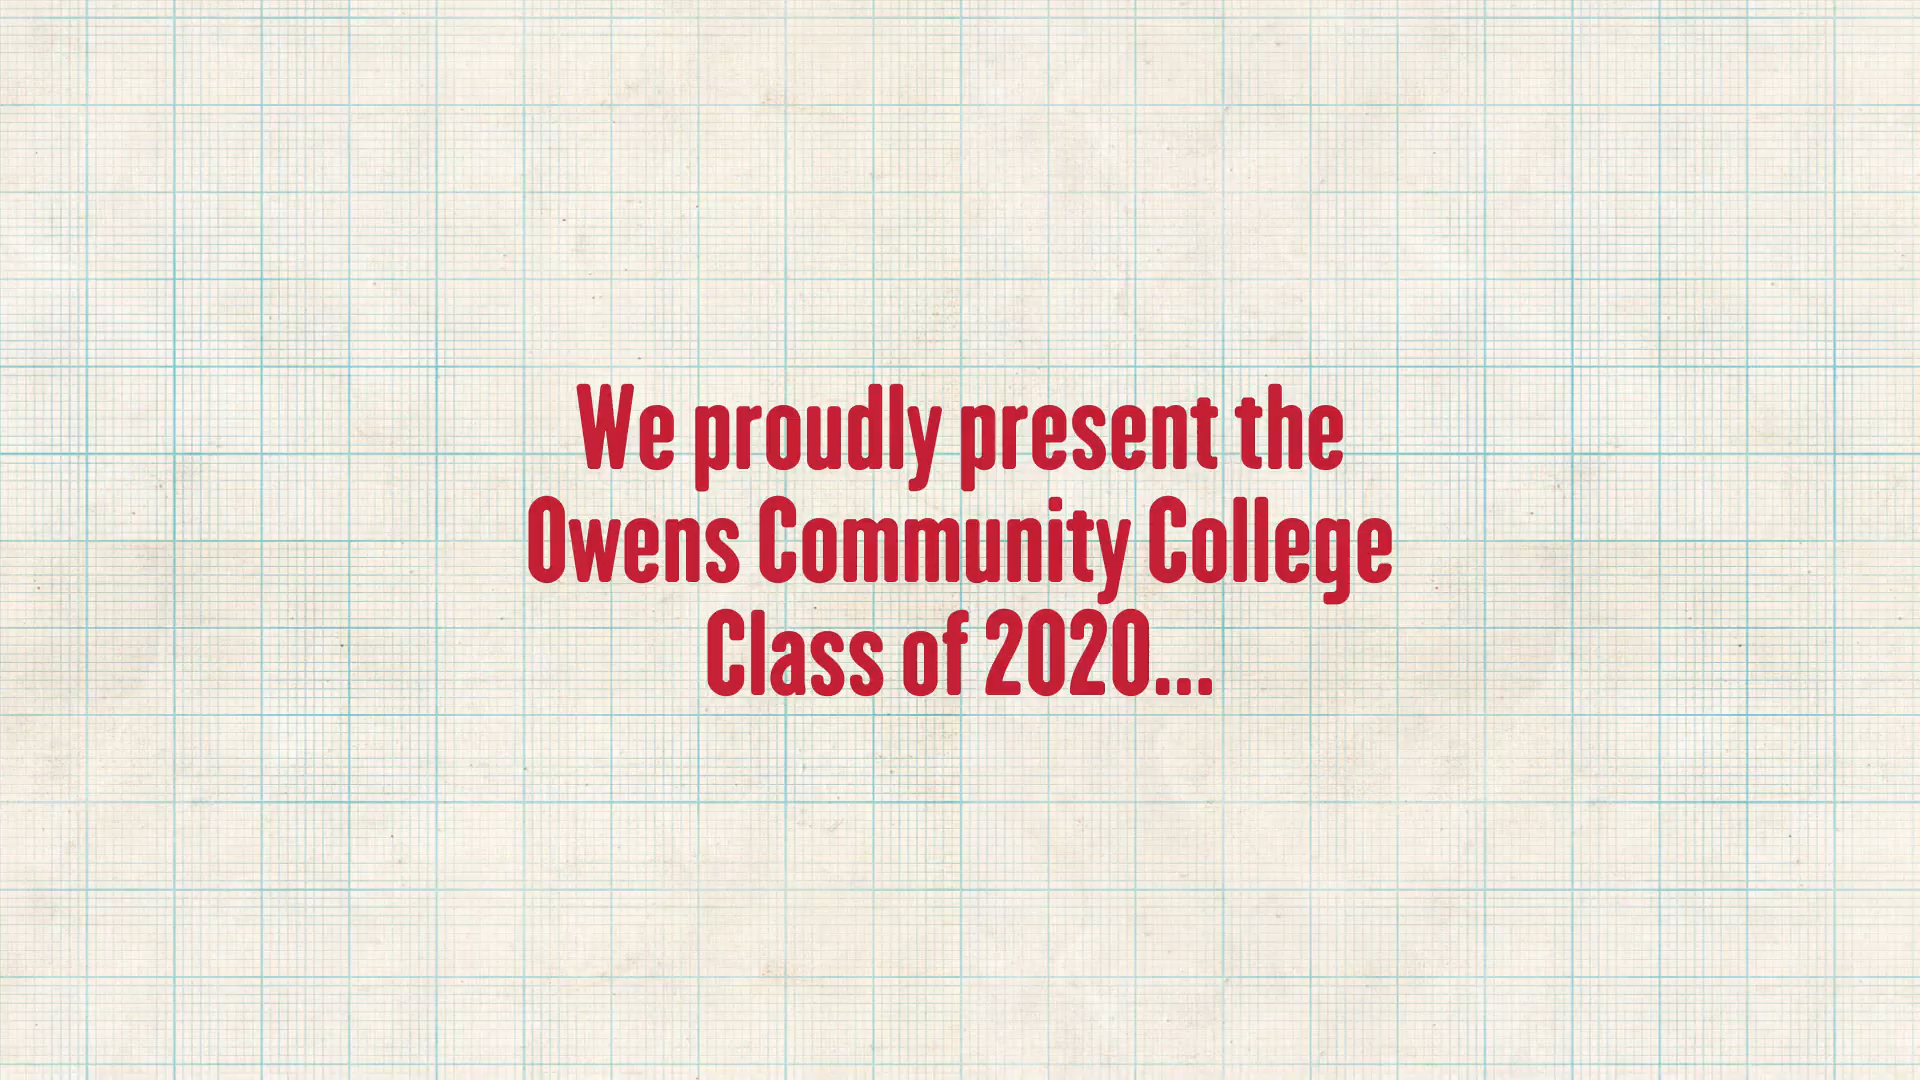 We proudly present the
Owens Community College
Class of 2020...